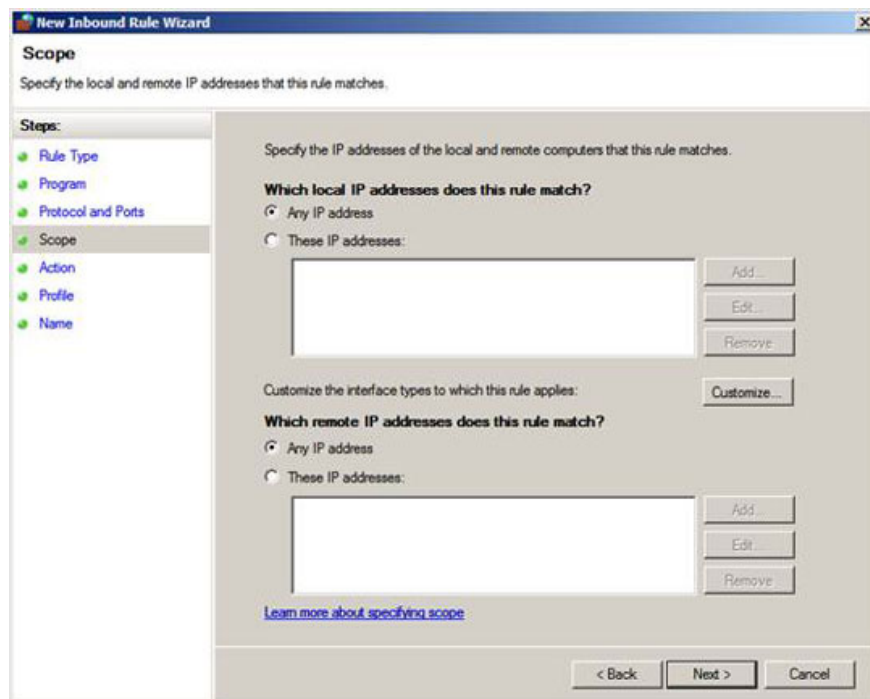 New Inbound Rule Wizard
Scope
Specify the local and remote IP addresses that this rule matches.
Steps:
Rule Type
Program
Protocol and Ports
Scope
Action
Profile
Name
Specify the IP addresses of the local and remote computers that this rule matches.
Which local IP addresses does this rule match?
Any IP address
These IP addresses:
Add...
Edit...
Remove
Customize the interface types to which this rule applies:
Customize...
Which remote IP addresses does this rule match?
Any IP address
These IP addresses:
Add...
Edit...
Remove
Learn more about specifying scope
< Back
Next >
Cancel